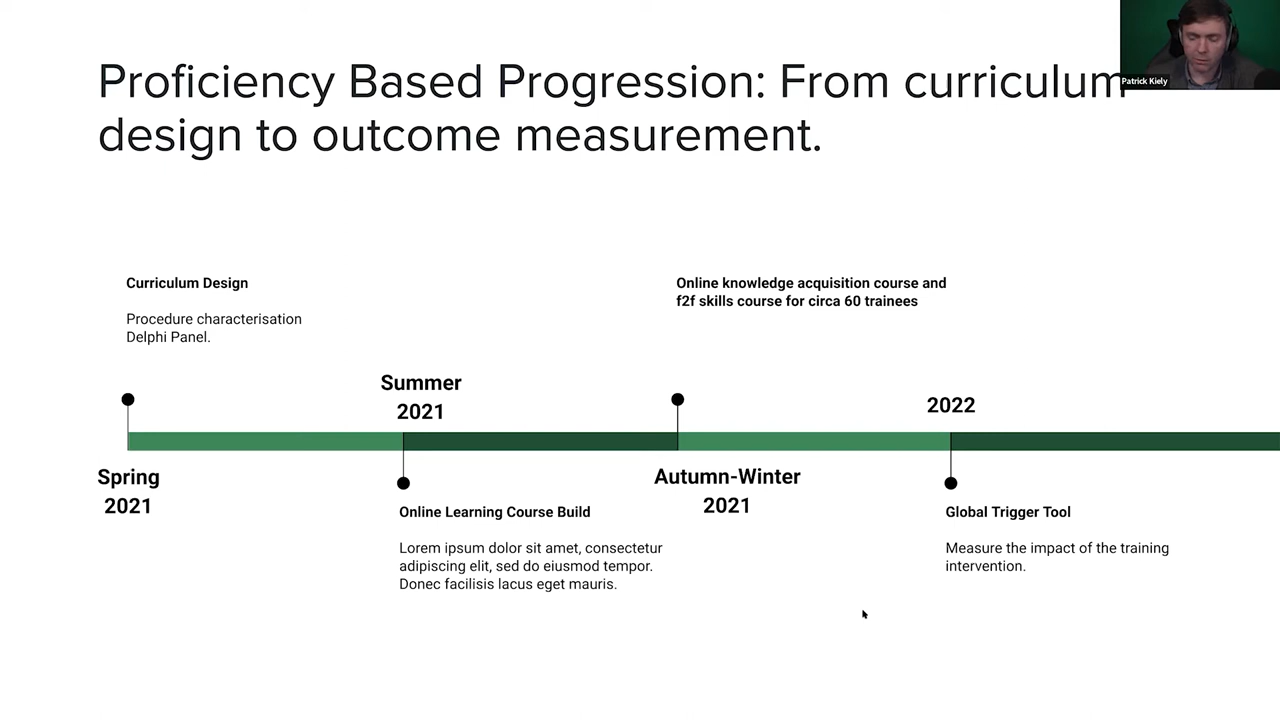 Proficiency Based Progression: From curriculum
design to outcome measurement.
Patrick Kiely
Curriculum Design
Procedure characterisation
Delphi Panel.
Online knowledge acquisition course and
f2f skills course for circa 60 trainees
Summer
2021
2022
Spring
2021
Autumn-Winter
2021
Online Learning Course Build
Lorem ipsum dolor sit amet, consectetur
adipiscing elit, sed do eiusmod tempor.
Donec facilisis lacus eget mauris.
Global Trigger Tool
Measure the impact of the training
intervention.